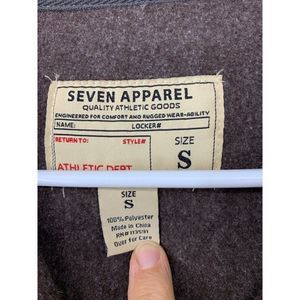 SEVEN APPAREL
QUALITY ATHLETIC GOODS
ENGINEERED FOR COMFORT AND RUGGED WEAR-ABILITY
NAME: LOCKER#
RETURN TO: STYLE#
SIZE
S
ATHLETIC DEPT
SIZE
S
100% Polyester
Made in China
RN#113591
Over for Care